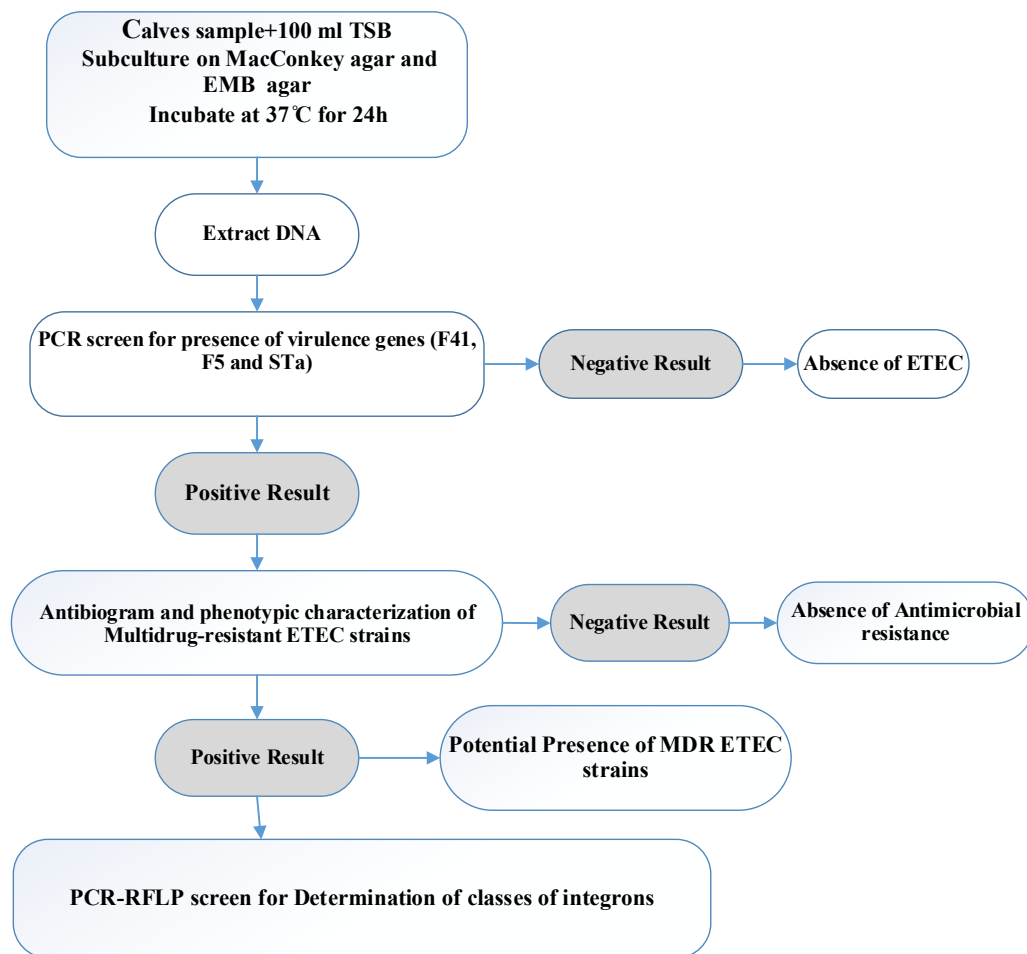 Calves sample+100 ml TSB
Subculture on MacConkey agar and
EMB agar
Incubate at 37℃ for 24h
Extract DNA
PCR screen for presence of virulence genes (F41,
F5 and STa)
Negative Result
Absence of ETEC
Positive Result
Antibiogram and phenotypic characterization of
Multidrug-resistant ETEC strains
Negative Result
Absence of Antimicrobial
resistance
Positive Result
Potential Presence of MDR ETEC
strains
PCR-RFLP screen for Determination of classes of integrons